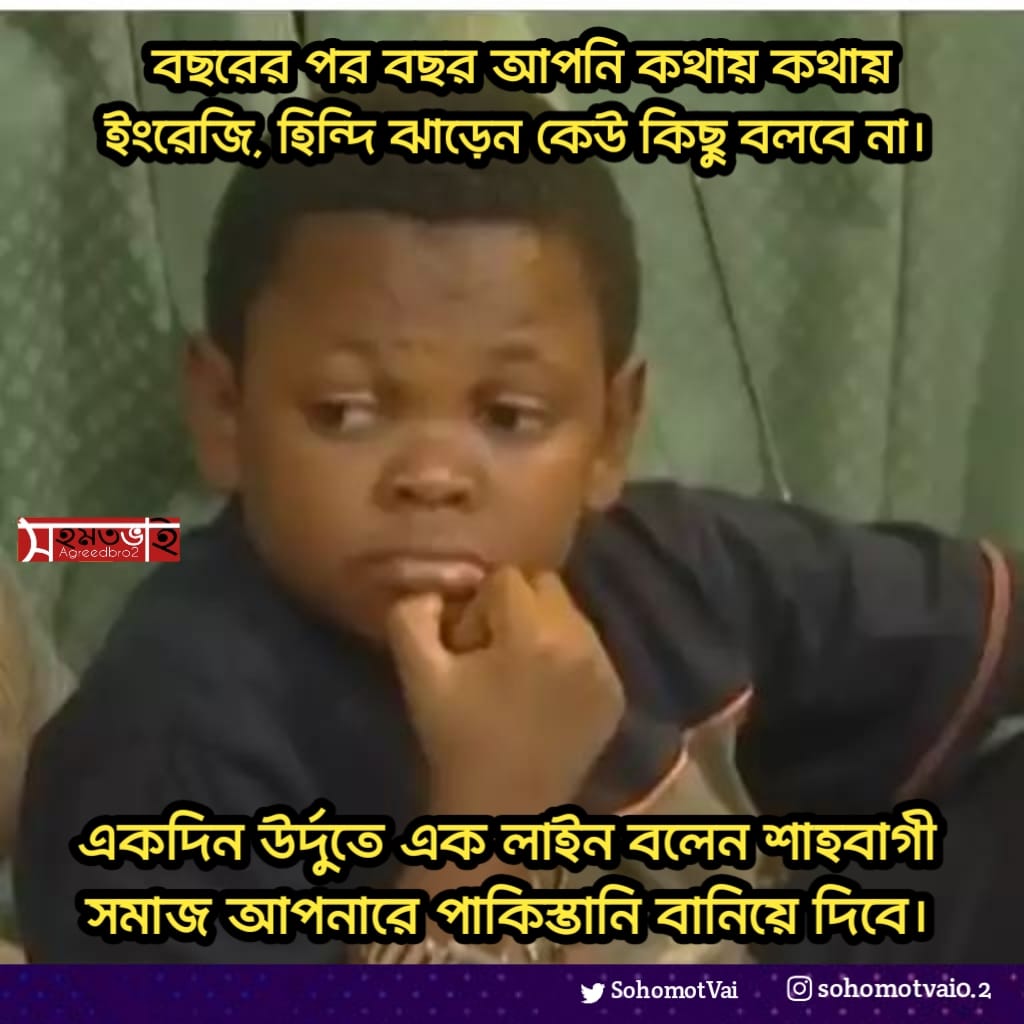 বছরের পর বছর আপনি কথায় কথায়
ইংরেজি, হিন্দি ঝাড়েন কেউ কিছু বলবে না।
সহমতভাই
Agreedbro2
একদিন উর্দুতে এক লাইন বলেন শাহবাগী
সমাজ আপনারে পাকিস্তানি বানিয়ে দিবে।
SohomotVai sohomotvaio.2